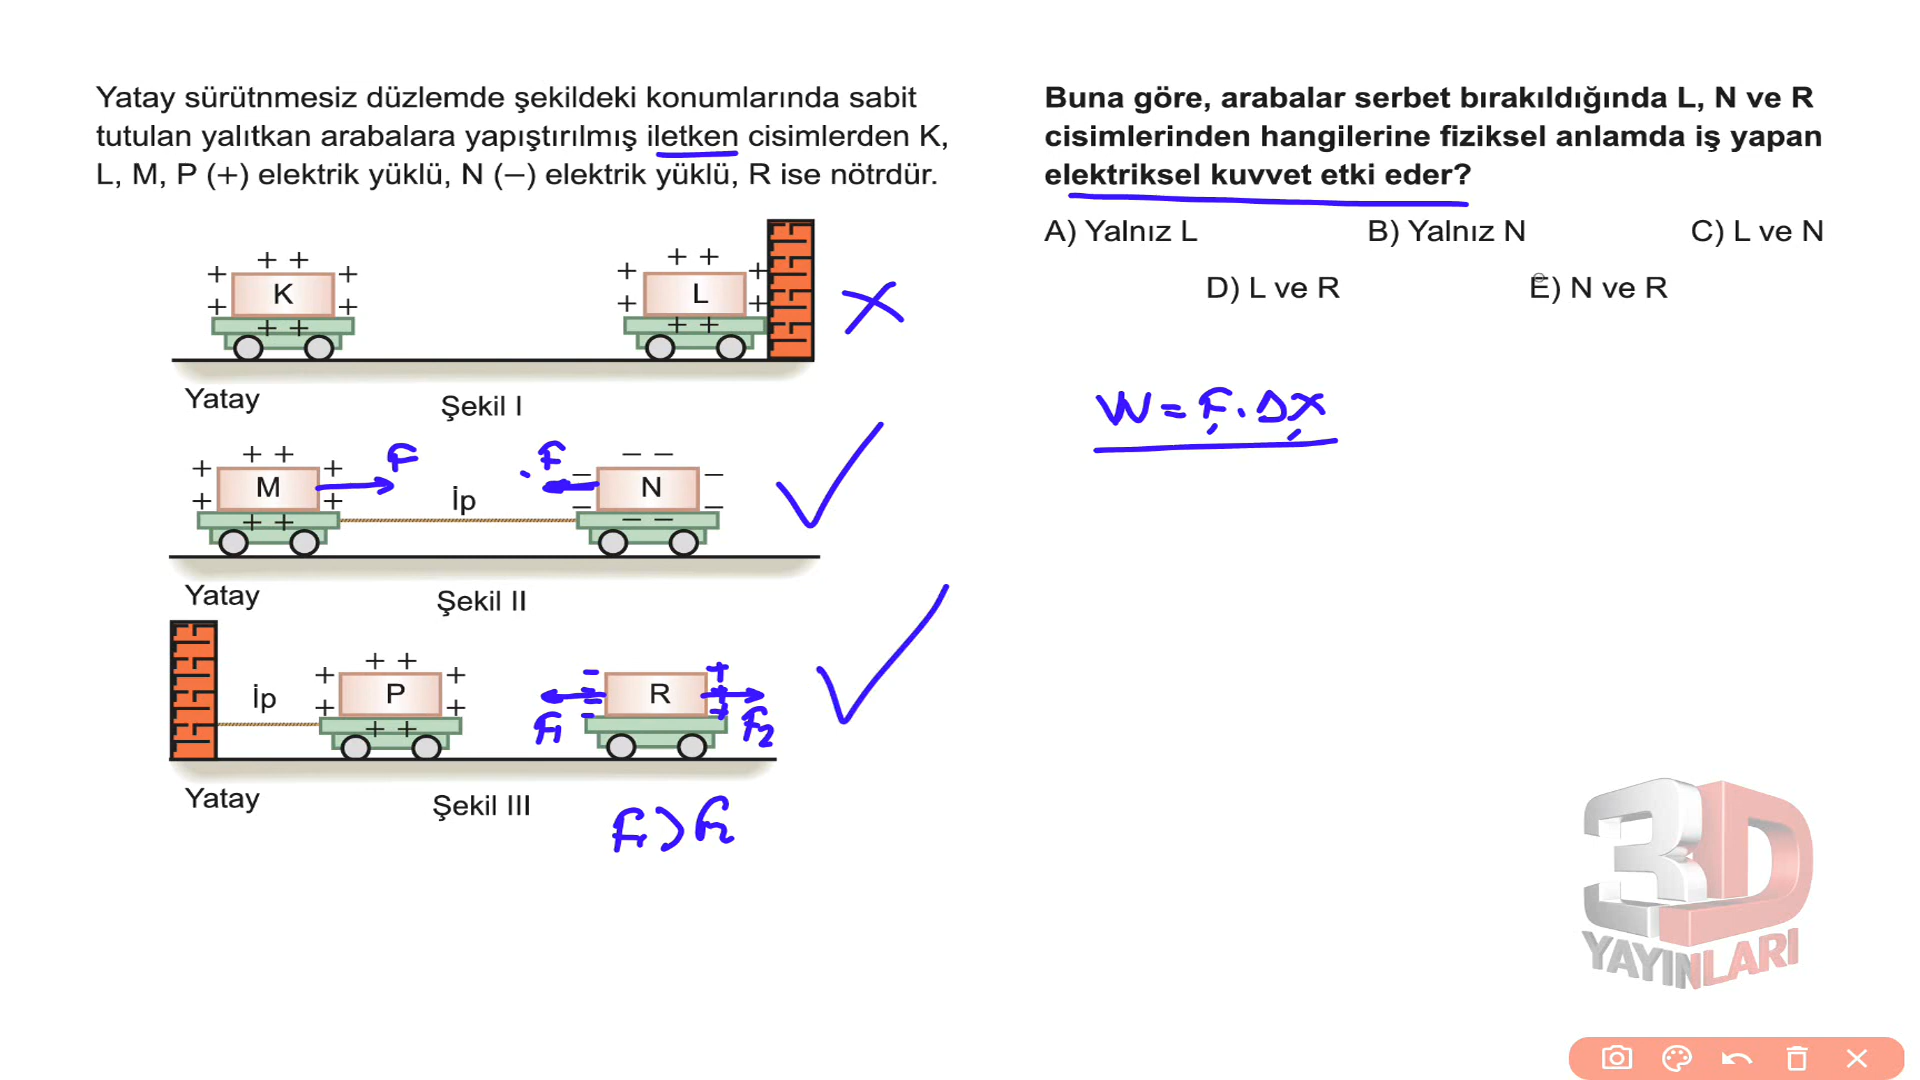 Yatay sürütnmesiz düzlemde şekildeki konumlarında sabit
tutulan yalıtkan arabalara yapıştırılmış iletken cisimlerden K,
L, M, P (+) elektrik yüklü, N (−) elektrik yüklü, R ise nötrdür.
+ + + +
+ K +
+ +
+ + + +
+ L +
+ +
Yatay
Şekil I
+ + + +
+ M +
+ +
F
İp
F
− − − −
− N −
− −
Yatay
Şekil II
İp
+ + + +
+ P +
+ +
− − − R + + +
F1
F2
Yatay
Şekil III
F1 > F2
Buna göre, arabalar serbet bırakıldığında L, N ve R
cisimlerinden hangilerine fiziksel anlamda iş yapan
elektriksel kuvvet etki eder?
A) Yalnız L B) Yalnız N C) L ve N
D) L ve R E) N ve R
W = F . Δx
3D
YAYINLARI